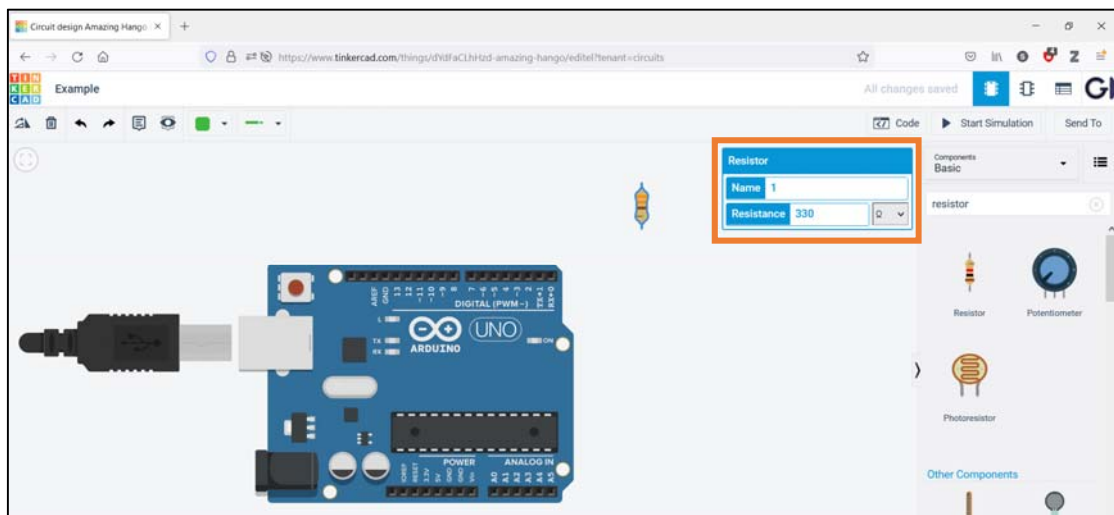 Circuit design Amazing Hango
https://www.tinkercad.com/things/dYdFaCLhHzd-amazing-hango/editel?tenant=circuits
TIN
KER
CAD
Example
All changes saved
Code
Start Simulation
Send To
Resistor
Name 1
Resistance 330 Ω
Components
Basic
resistor
Resistor
Potentiometer
Photoresistor
Other Components
AREF
GND
13
12
~11
~10
~9
8
7
~6
~5
4
~3
2
TX→1
RX←0
DIGITAL (PWM~)
L
TX
RX
UNO
ARDUINO
ON
POWER
ANALOG IN
IOREF
RESET
3.3V
5V
GND
GND
Vin
A0
A1
A2
A3
A4
A5